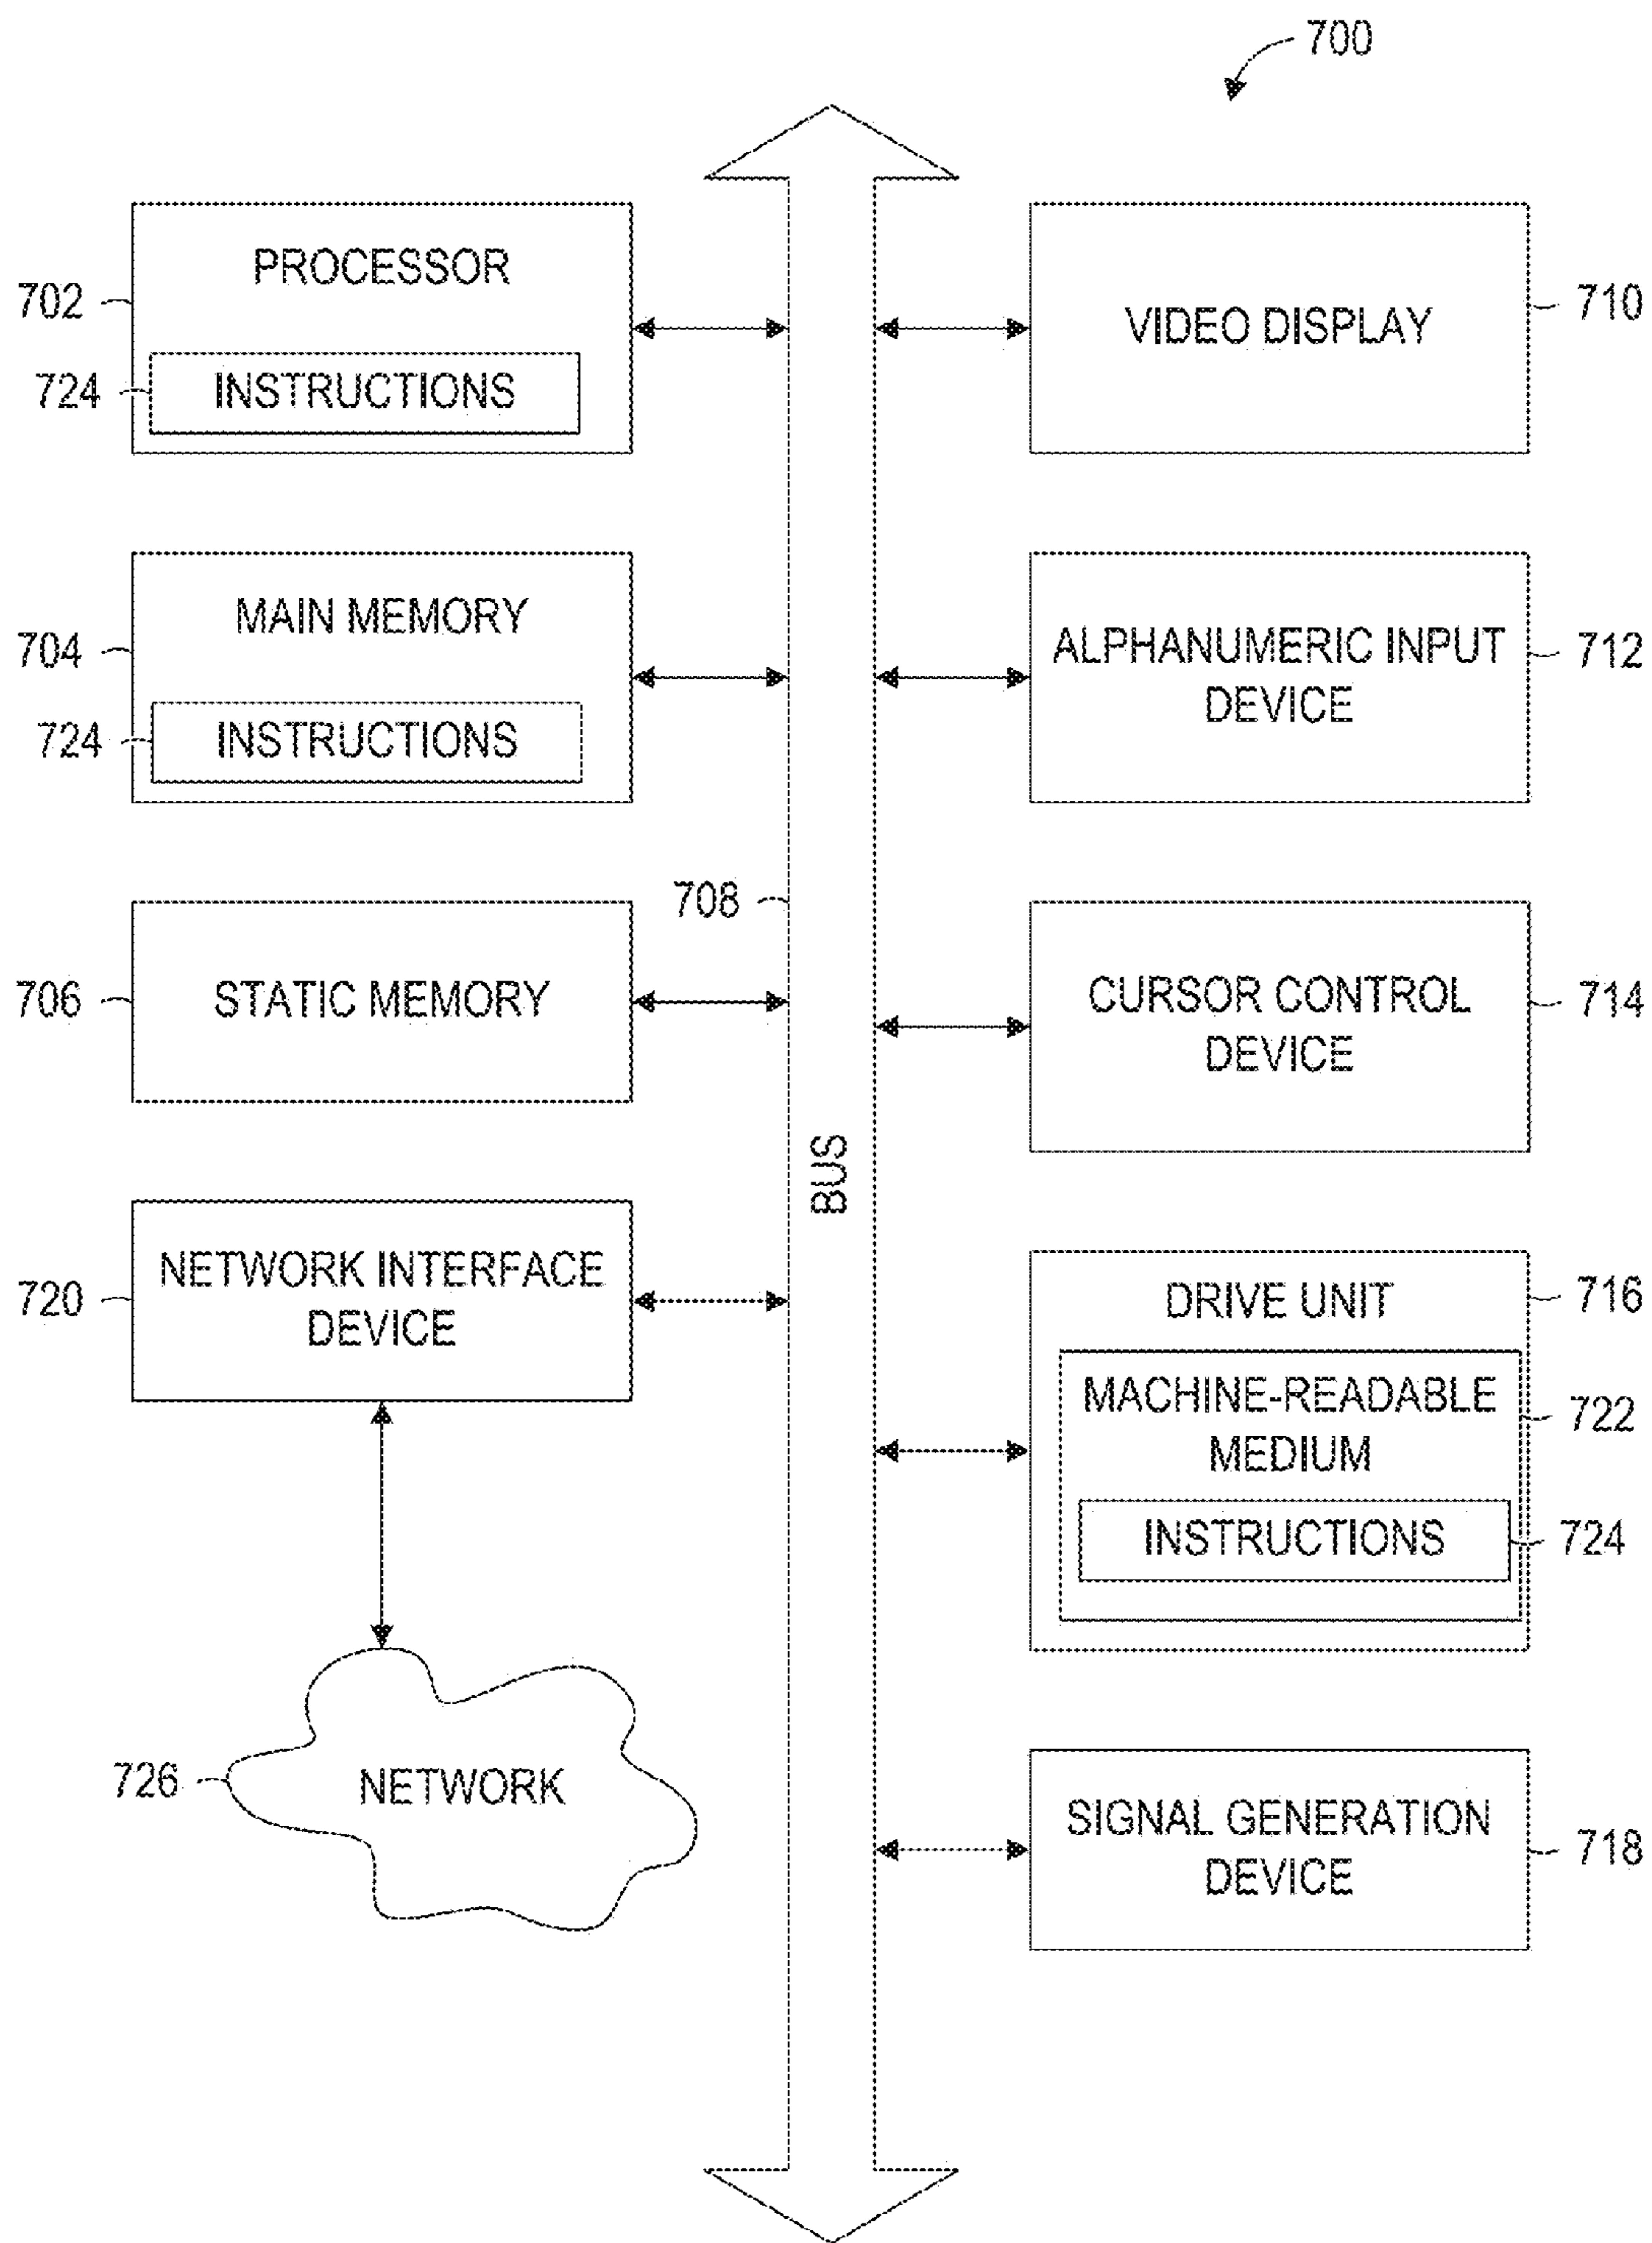 700
PROCESSOR
702
INSTRUCTIONS
724
MAIN MEMORY
704
INSTRUCTIONS
724
STATIC MEMORY
706
NETWORK INTERFACE
DEVICE
720
NETWORK
726
708
BUS
VIDEO DISPLAY
710
ALPHANUMERIC INPUT
DEVICE
712
CURSOR CONTROL
DEVICE
714
DRIVE UNIT
716
MACHINE-READABLE
MEDIUM
722
INSTRUCTIONS
724
SIGNAL GENERATION
DEVICE
718